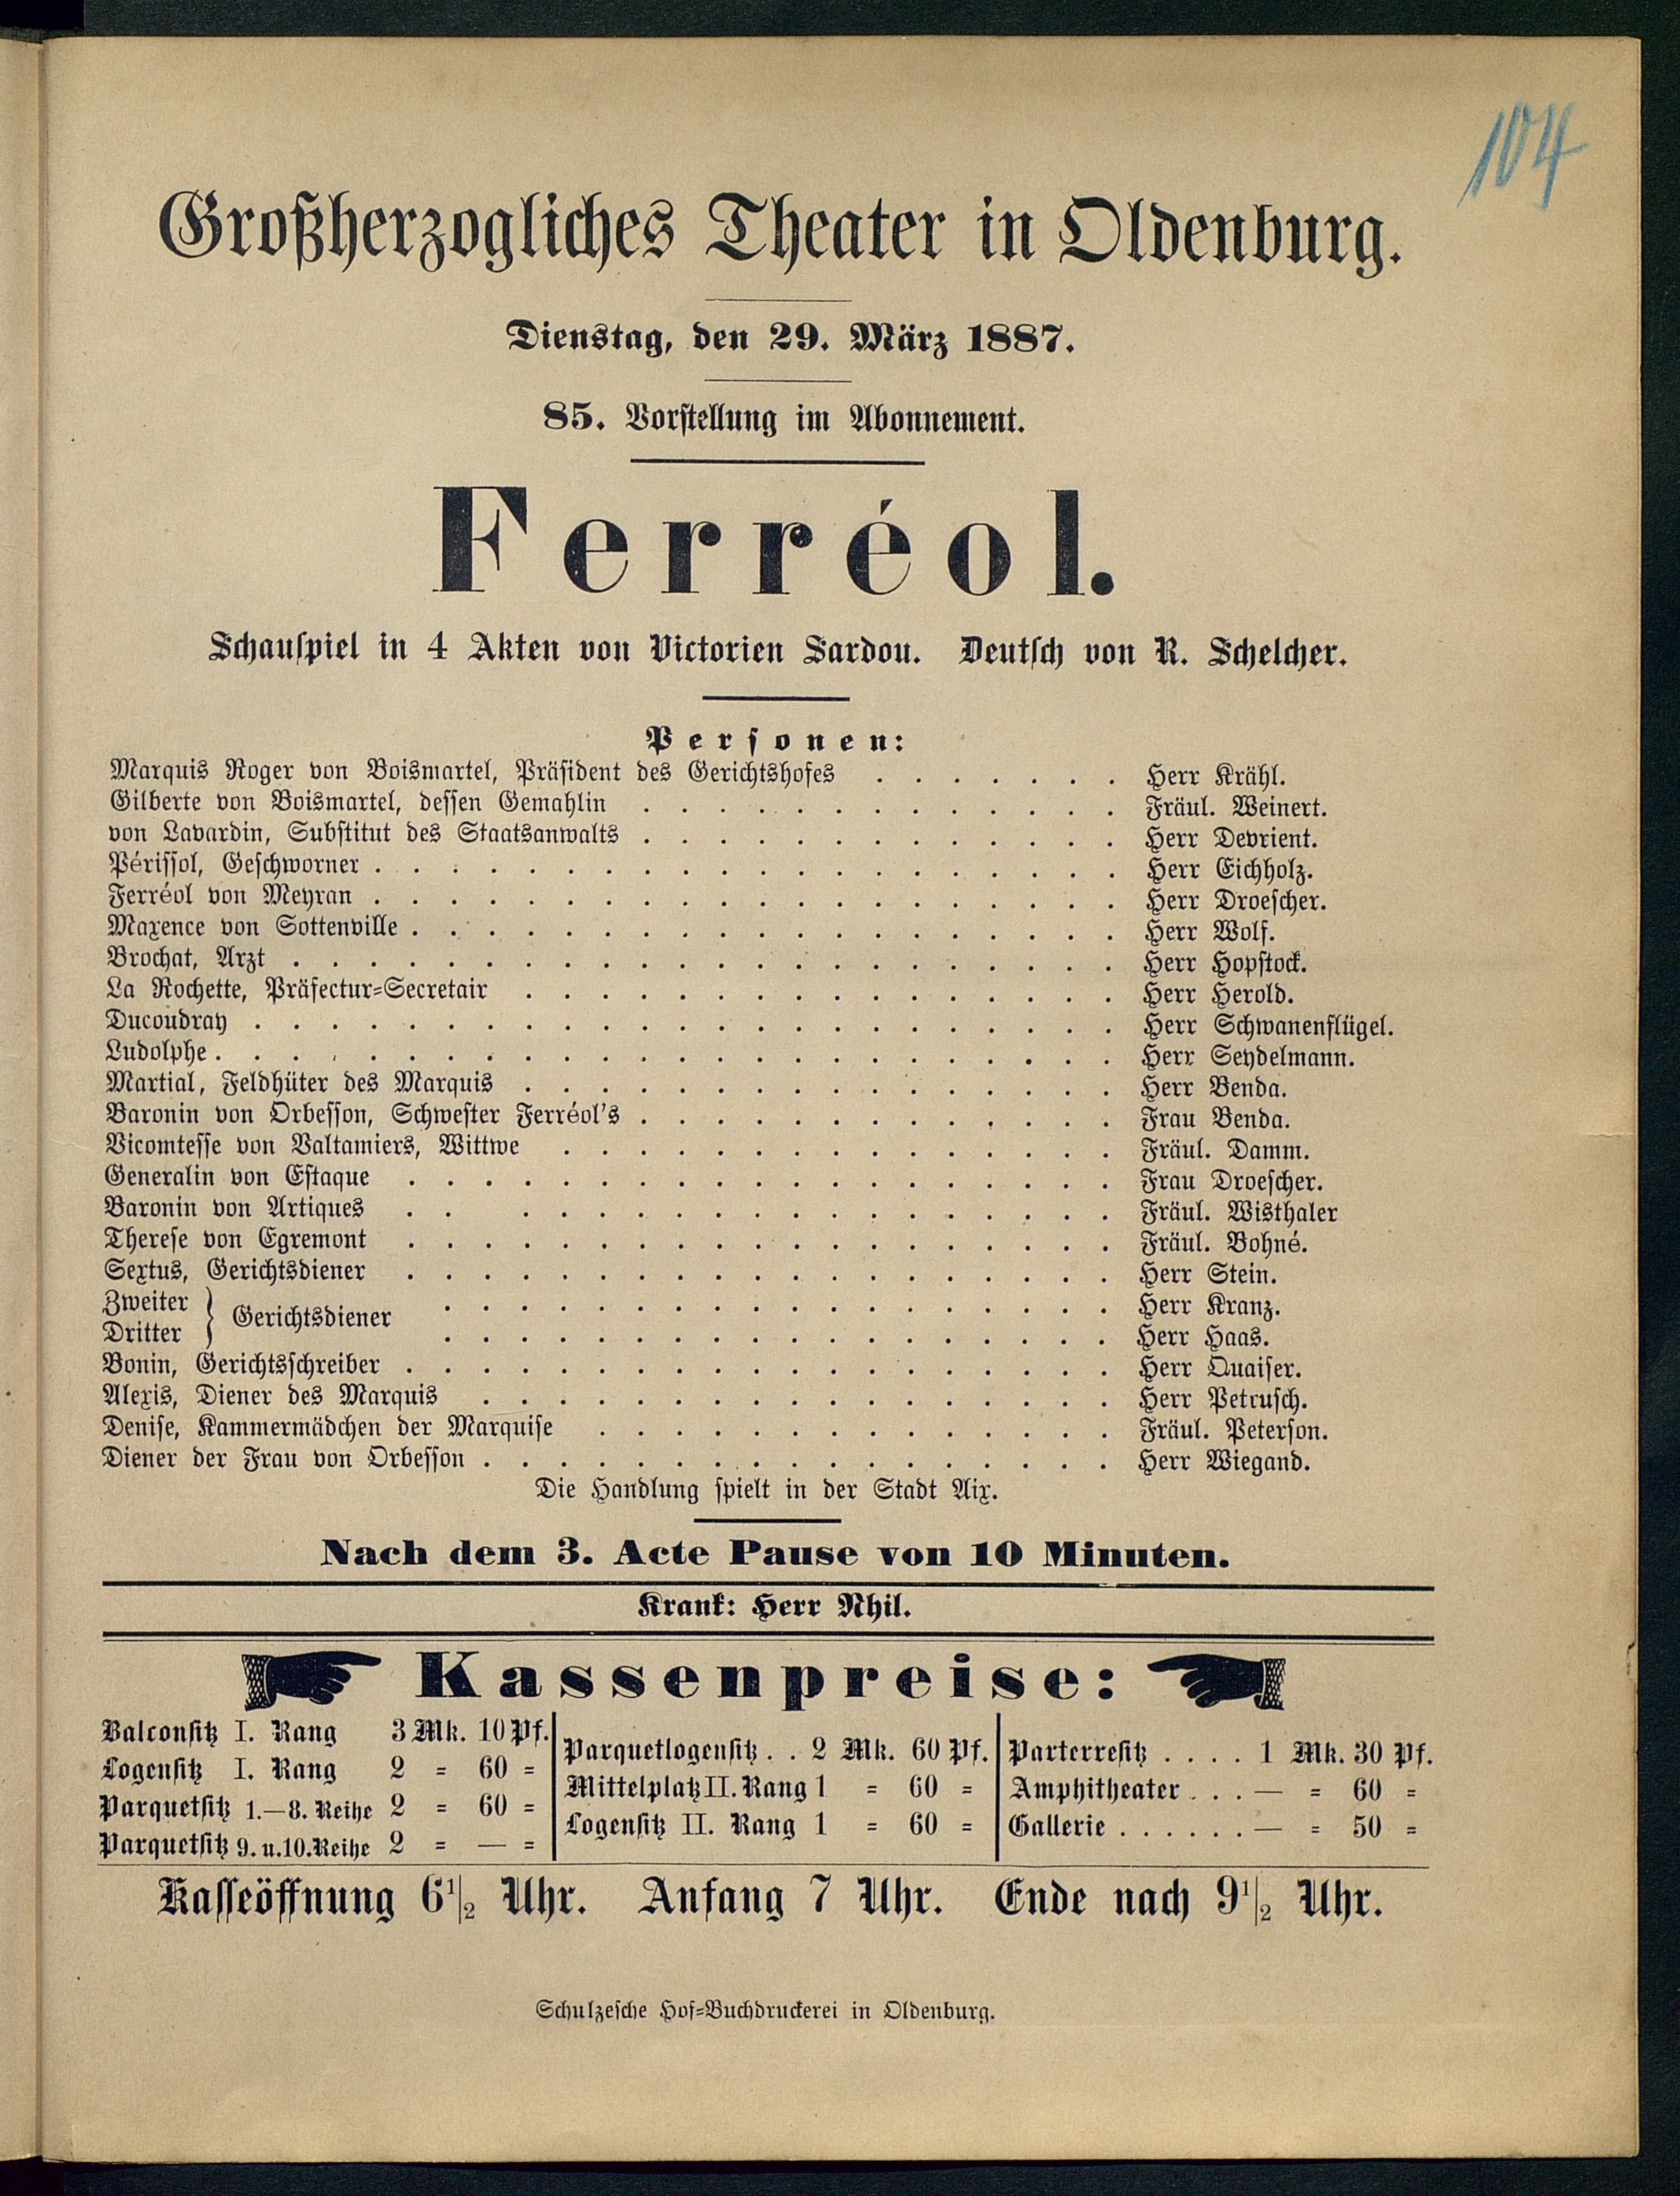 104
Großherzogliches Theater in Oldenburg.
Dienstag, den 29. März 1887.
85. Vorstellung im Abonnement.
Ferréol.
Schauspiel in 4 Akten von Victorien Sardou. Deutsch von R. Schelcher.
Personen:
Marquis Roger von Boismartel, Präsident des Gerichtshofes . . . . . . . Herr Krähl.
Gilberte von Boismartel, dessen Gemahlin . . . . . . . . . . . . . Fräul. Weinert.
von Lavardin, Substitut des Staatsanwalts . . . . . . . . . . . . . Herr Devrient.
Périssol, Geschworner . . . . . . . . . . . . . . . . . . . . Herr Eichholz.
Ferréol von Meyran . . . . . . . . . . . . . . . . . . . . Herr Droescher.
Maxence von Sottenville . . . . . . . . . . . . . . . . . . . Herr Wolf.
Brochat, Arzt . . . . . . . . . . . . . . . . . . . . . . Herr Hopstock.
La Rochette, Präfectur=Secretair . . . . . . . . . . . . . . . . Herr Herold.
Ducoudray . . . . . . . . . . . . . . . . . . . . . . . Herr Schwanenflügel.
Ludolphe . . . . . . . . . . . . . . . . . . . . . . . . Herr Seydelmann.
Martial, Feldhüter des Marquis . . . . . . . . . . . . . . . . Herr Benda.
Baronin von Orbesson, Schwester Ferréol's . . . . . . . . . . . . . Frau Benda.
Vicomtesse von Valtamiers, Wittwe . . . . . . . . . . . . . . . Fräul. Damm.
Generalin von Estaque . . . . . . . . . . . . . . . . . . . Frau Droescher.
Baronin von Artiques . . . . . . . . . . . . . . . . . . Fräul. Wisthaler
Therese von Egremont . . . . . . . . . . . . . . . . . . . Fräul. Bohné.
Sextus, Gerichtsdiener . . . . . . . . . . . . . . . . . . . Herr Stein.
Zweiter } Gerichtsdiener . . . . . . . . . . . . . . . . . . Herr Kranz.
Dritter . . . . . . . . . . . . . . . . . . Herr Haas.
Bonin, Gerichtsschreiber . . . . . . . . . . . . . . . . . . . Herr Quaiser.
Alexis, Diener des Marquis . . . . . . . . . . . . . . . . . Herr Petrusch.
Denise, Kammermädchen der Marquise . . . . . . . . . . . . . . Fräul. Peterson.
Diener der Frau von Orbesson . . . . . . . . . . . . . . . . . Herr Wiegand.
Die Handlung spielt in der Stadt Aix.
Nach dem 3. Acte Pause von 10 Minuten.
Krank: Herr Nhil.
Kassenpreise:
Balconsitz I. Rang 3 Mk. 10 Pf.
Logensitz I. Rang 2 = 60 =
Parquetsitz 1.—8. Reihe 2 = 60 =
Parquetsitz 9. u. 10. Reihe 2 = — =
Parquetlogensitz . . 2 Mk. 60 Pf.
Mittelplatz II. Rang 1 = 60 =
Logensitz II. Rang 1 = 60 =
Parterresitz . . . . 1 Mk. 30 Pf.
Amphitheater . . . — = 60 =
Gallerie . . . . . . — = 50 =
Kasseöffnung 6 1/2 Uhr. Anfang 7 Uhr. Ende nach 9 1/2 Uhr.
Schulzesche Hof=Buchdruckerei in Oldenburg.